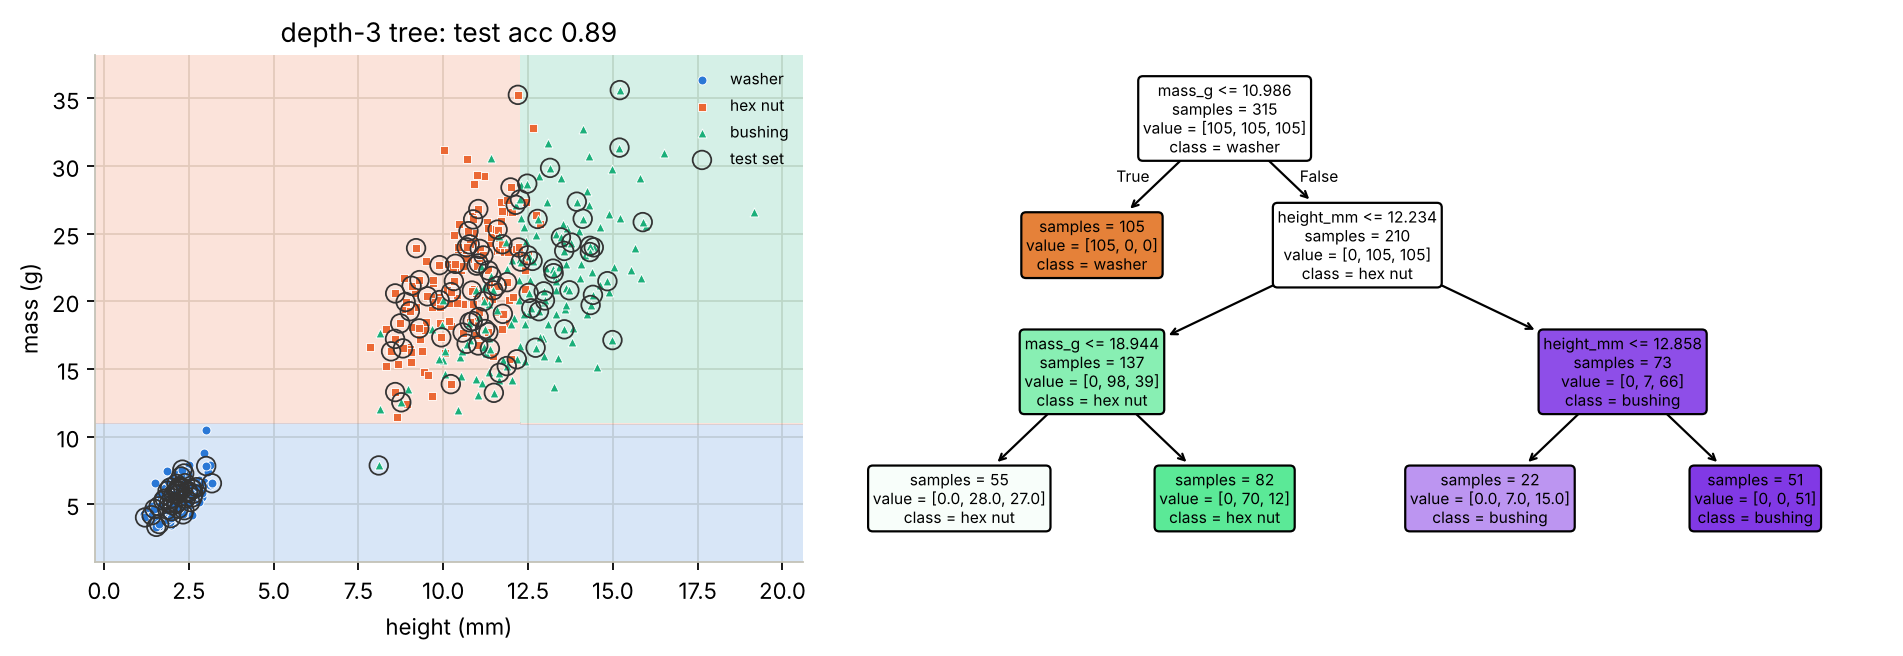 depth-3 tree: test acc 0.89
washer
hex nut
bushing
test set
35
30
25
20
15
10
5
mass (g)
0.0 2.5 5.0 7.5 10.0 12.5 15.0 17.5 20.0
height (mm)
mass_g <= 10.986
samples = 315
value = [105, 105, 105]
class = washer
True
False
samples = 105
value = [105, 0, 0]
class = washer
height_mm <= 12.234
samples = 210
value = [0, 105, 105]
class = hex nut
mass_g <= 18.944
samples = 137
value = [0, 98, 39]
class = hex nut
height_mm <= 12.858
samples = 73
value = [0, 7, 66]
class = bushing
samples = 55
value = [0.0, 28.0, 27.0]
class = hex nut
samples = 82
value = [0, 70, 12]
class = hex nut
samples = 22
value = [0.0, 7.0, 15.0]
class = bushing
samples = 51
value = [0, 0, 51]
class = bushing